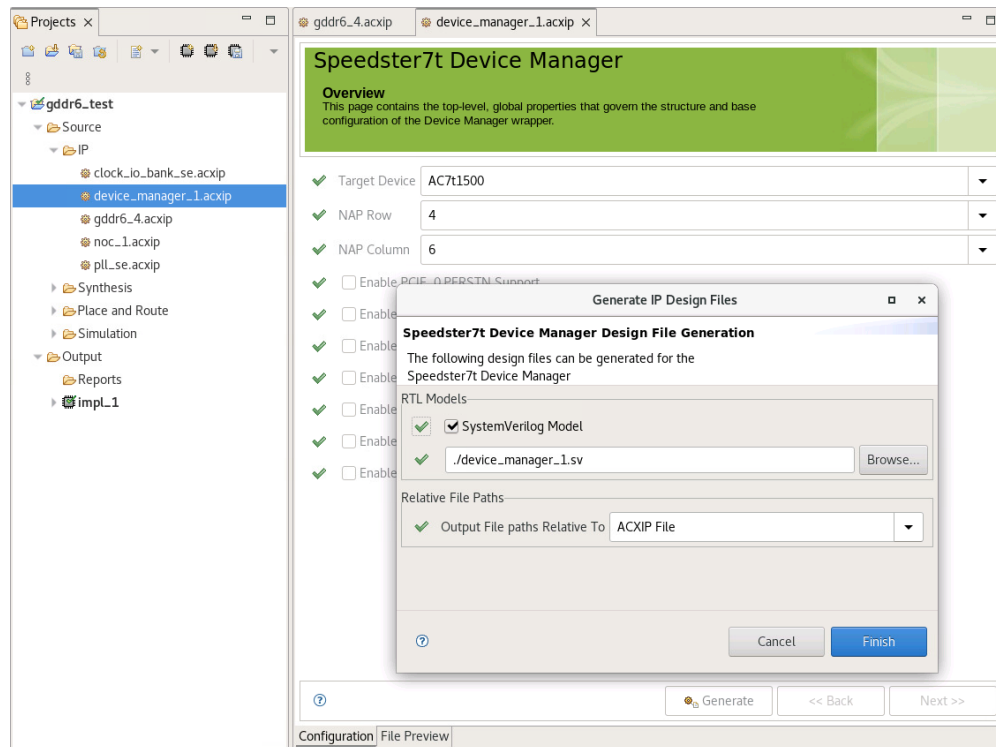 Projects
gddr6_test
Source
IP
clock_io_bank_se.acxip
device_manager_1.acxip
gddr6_4.acxip
noc_1.acxip
pll_se.acxip
Synthesis
Place and Route
Simulation
Output
Reports
impl_1
gddr6_4.acxip
device_manager_1.acxip
Speedster7t Device Manager
Overview
This page contains the top-level, global properties that govern the structure and base
configuration of the Device Manager wrapper.
Target Device AC7t1500
NAP Row 4
NAP Column 6
Enable PCIE_0 PERSTN Support
Enable
Enable
Enable
Enable
Enable
Enable
Generate IP Design Files
Speedster7t Device Manager Design File Generation
The following design files can be generated for the
Speedster7t Device Manager
RTL Models
SystemVerilog Model
./device_manager_1.sv Browse...
Relative File Paths
Output File paths Relative To ACXIP File
Cancel Finish
Generate << Back Next >>
Configuration File Preview